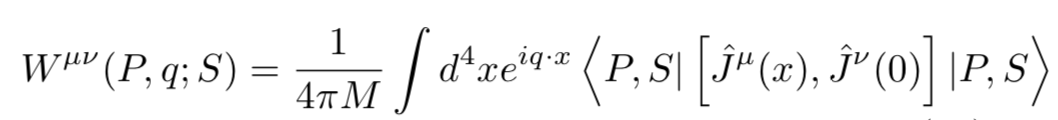 W^{\mu\nu}(P, q; S) = \frac{1}{4\pi M} \int d^4 x e^{iq \cdot x} \left\langle P, S \right| \left[ \hat{J}^{\mu}(x), \hat{J}^{\nu}(0) \right] \left| P, S \right\rangle